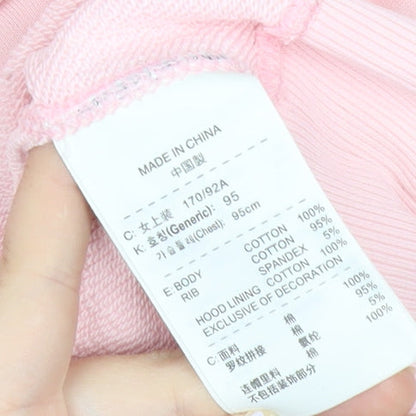 MADE IN CHINA
中国製
C: 女上装 170/92A
K: 호칭(Generic): 95
가슴둘레(Chest): 95cm
E: BODY COTTON 100%
RIB COTTON 95%
SPANDEX 5%
HOOD LINING COTTON 100%
EXCLUSIVE OF DECORATION
C: 面料 棉 100%
罗纹拼接 棉 95%
氨纶 5%
连帽里料 棉 100%
不包括装饰部分